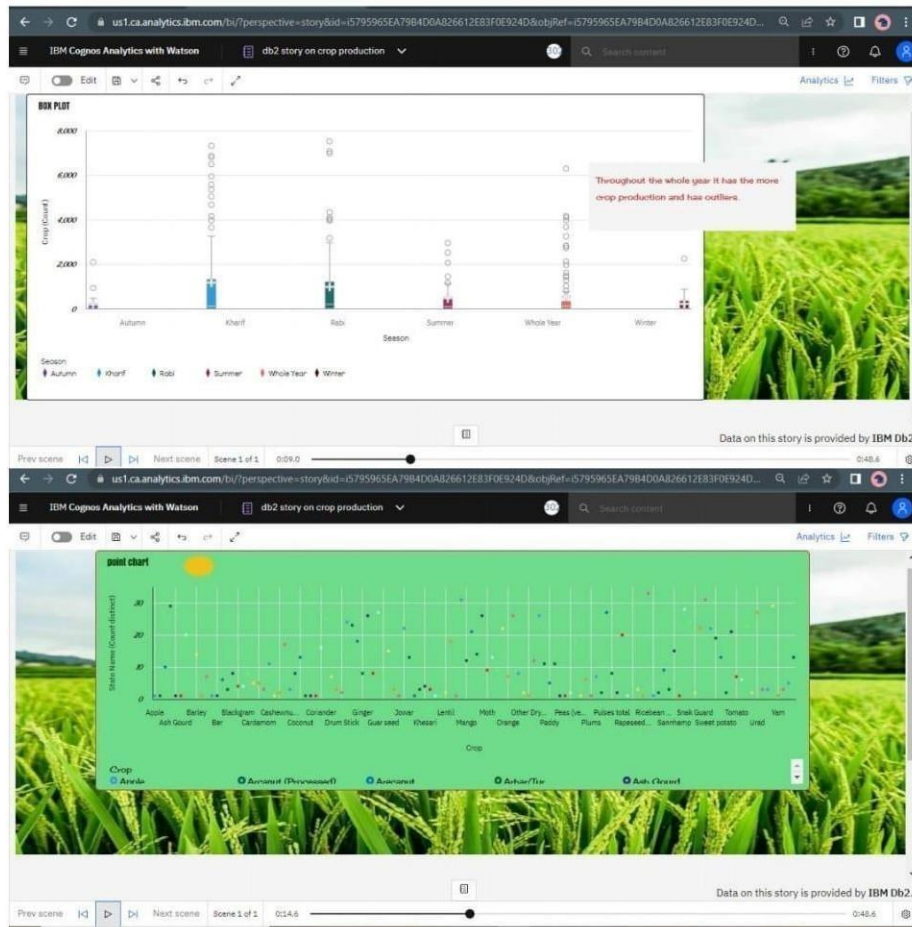 us1.ca.analytics.ibm.com/bi/?perspective=story&id=i5795965EA79B4D0A826612E83F0E924D&objRef=i5795965EA79B4D0A826612E83F0E924D...
IBM Cognos Analytics with Watson
db2 story on crop production
Search content
Edit
Analytics
Filters
BOX PLOT
8,000
6,000
4,000
2,000
0
Crop (Count)
Throughout the whole year it has the more
crop production and has outliers.
Autumn Kharif Rabi Summer Whole Year Winter
Season
Season
Autumn Kharif Rabi Summer Whole Year Winter
Data on this story is provided by IBM Db2
Prev scene Next scene Scene 1 of 1 0:09.0 0:48.6
us1.ca.analytics.ibm.com/bi/?perspective=story&id=i5795965EA79B4D0A826612E83F0E924D&objRef=i5795965EA79B4D0A826612E83F0E924D...
IBM Cognos Analytics with Watson
db2 story on crop production
Search content
Edit
Analytics
Filters
point chart
30
20
10
0
State Name (Count distinct)
Apple Barley Blackgram Cashewnu... Coriander Ginger Jowar Lentil Moth Other Dry... Peas (ve... Pulses total Ricebean ... Snak Guard Tomato Yam
Ash Gourd Ber Cardamom Coconut Drum Stick Guar seed Khesari Mango Orange Paddy Plums Rapeseed... Sannhamp Sweet potato Urad
Crop
Crop
Apple Arcanut (Processed) Arecanut Arhar/Tur Ash Gourd
Data on this story is provided by IBM Db2.
Prev scene Next scene Scene 1 of 1 0:14.6 0:48.6